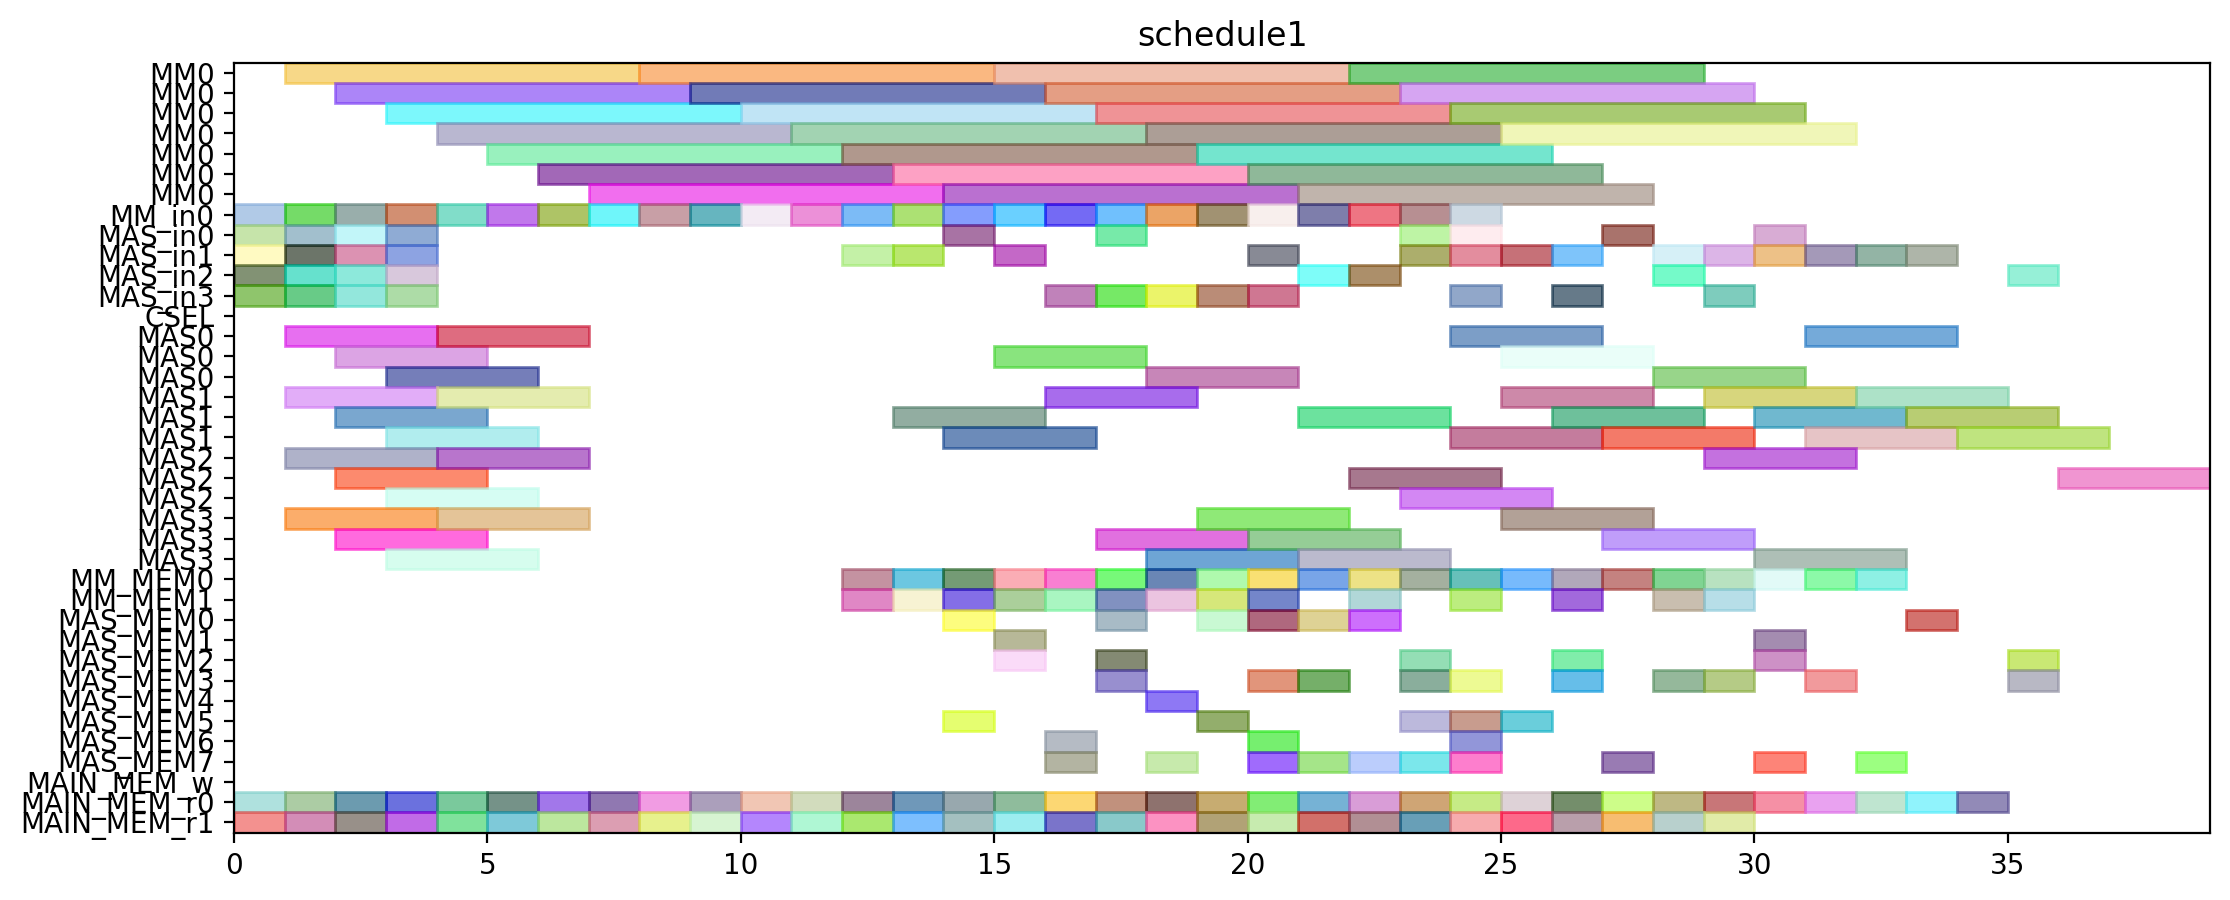 schedule1
MM0
MM0
MM0
MM0
MM0
MM0
MM0
MM_in0
MAS_in0
MAS_in1
MAS_in2
MAS_in3
CSEL
MAS0
MAS0
MAS0
MAS1
MAS1
MAS1
MAS2
MAS2
MAS2
MAS3
MAS3
MAS3
MM_MEM0
MM_MEM1
MAS_MEM0
MAS_MEM1
MAS_MEM2
MAS_MEM3
MAS_MEM4
MAS_MEM5
MAS_MEM6
MAS_MEM7
MAIN_MEM_w
MAIN_MEM_r0
MAIN_MEM_r1
0 5 10 15 20 25 30 35